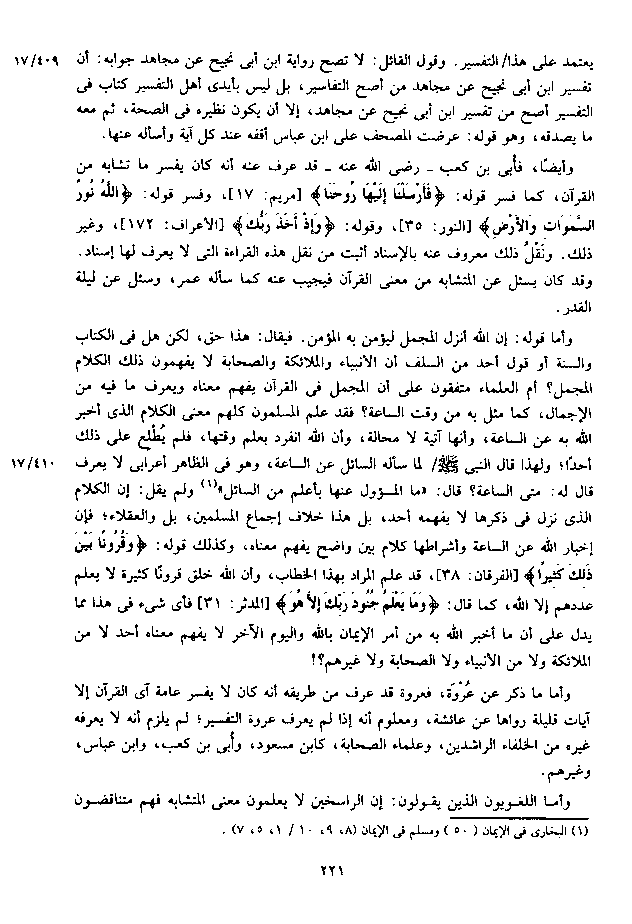 ١٧/٤٠٩ يعتمد على هذا/ التفسير. وقول القائل: لا تصح رواية ابن أبى نجيح عن مجاهد جوابه: أن
تفسير ابن أبى نجيح عن مجاهد من أصح التفاسير، بل ليس بأيدى أهل التفسير كتاب فى
التفسير أصح من تفسير ابن أبى نجيح عن مجاهد، إلا أن يكون نظيره فى الصحة، ثم معه
ما يصدقه، وهو قوله: عرضت المصحف على ابن عباس أقفه عند كل آية وأسأله عنها.
وأيضًا، فأبى بن كعب ـ رضى الله عنه ـ قد عرف عنه أنه كان يفسر ما تشابه من
القرآن، كما فسر قوله: ﴿فَأَرْسَلْنَا إِلَيْهَا رُوحَنَا﴾ [مريم: ١٧]، وفسر قوله: ﴿اللَّهُ نُورُ
السَّمَوَاتِ وَالأَرْضِ﴾ [النور: ٣٥]، وقوله: ﴿وَإِذْ أَخَذَ رَبُّكَ﴾ [الأعراف: ١٧٢]، وغير
ذلك. ونَقْلُ ذلك معروف عنه بالإسناد أثبت من نقل هذه القراءة التى لا يعرف لها إسناد.
وقد كان يسئل عن المتشابه من معنى القرآن فيجيب عنه كما سأله عمر، وسئل عن ليلة
القدر.
وأما قوله: إن الله أنزل المجمل ليؤمن به المؤمن. فيقال: هذا حق، لكن هل فى الكتاب
والسنة أو قول أحد من السلف أن الأنبياء والملائكة والصحابة لا يفهمون ذلك الكلام
المجمل؟ أم العلماء متفقون على أن المجمل فى القرآن يفهم معناه ويعرف ما فيه من
الإجمال، كما مثل به من وقت الساعة؟ فقد علم المسلمون كلهم معنى الكلام الذى أخبر
الله به عن الساعة، وأنها آتية لا محالة، وأن الله انفرد بعلم وقتها، فلم يُطْلِع على ذلك
١٧/٤١٠ أحدًا؛ ولهذا قال النبى ﷺ/ لما سأله السائل عن الساعة، وهو فى الظاهر أعرابى لا يعرف
قال له: متى الساعة؟ قال: «ما المسؤول عنها بأعلم من السائل»(١) ولم يقل: إن الكلام
الذى نزل فى ذكرها لا يفهمه أحد، بل هذا خلاف إجماع المسلمين، بل والعقلاء؛ فإن
إخبار الله عن الساعة وأشراطها كلام بين واضح يفهم معناه، وكذلك قوله: ﴿وَقُرُونًا بَيْنَ
ذَلِكَ كَثِيرًا﴾ [الفرقان: ٣٨]، قد علم المراد بهذا الخطاب، وأن الله خلق قرونًا كثيرة لا يعلم
عددهم إلا الله، كما قال: ﴿وَمَا يَعْلَمُ جُنُودَ رَبِّكَ إِلاَّ هُوَ﴾ [المدثر: ٣١] فأى شىء فى هذا مما
يدل على أن ما أخبر الله به من أمر الإيمان بالله واليوم الآخر لا يفهم معناه أحد لا من
الملائكة ولا من الأنبياء ولا الصحابة ولا غيرهم؟!
وأما ما ذكر عن عُرْوَة، فعروة قد عرف من طريقه أنه كان لا يفسر عامة آى القرآن إلا
آيات قليلة رواها عن عائشة، ومعلوم أنه إذا لم يعرف عروة التفسير؛ لم يلزم أنه لا يعرفه
غيره من الخلفاء الراشدين، وعلماء الصحابة، كابن مسعود، وأُبى بن كعب، وابن عباس،
وغيرهم.
وأما اللغويون الذين يقولون: إن الراسخين لا يعلمون معنى المتشابه فهم متناقضون
(١) البخارى فى الإيمان (٥٠) ومسلم فى الإيمان (٨، ٩، ١٠ / ١، ٥، ٧) .
٢٢١